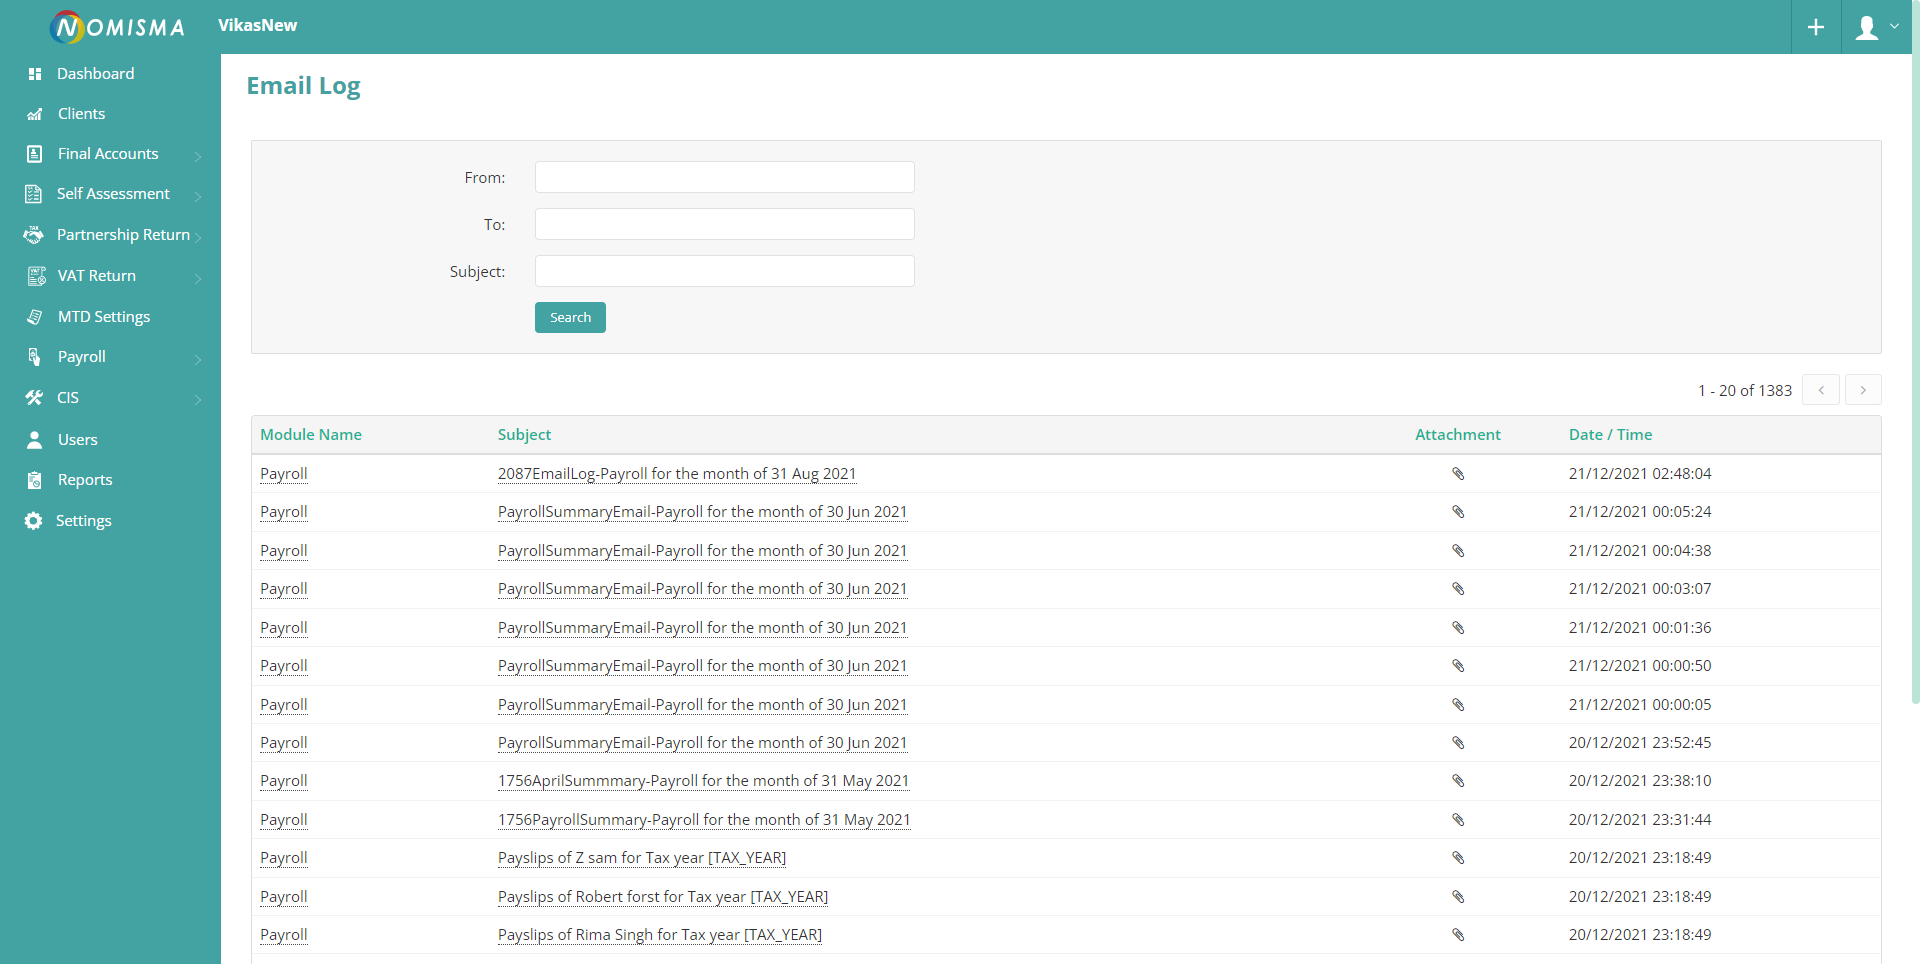 NOMISMA
VikasNew
Dashboard
Clients
Final Accounts
Self Assessment
Partnership Return
VAT Return
MTD Settings
Payroll
CIS
Users
Reports
Settings
Email Log
From:
To:
Subject:
Search
1 - 20 of 1383
Module Name Subject Attachment Date / Time
Payroll 2087EmailLog-Payroll for the month of 31 Aug 2021 21/12/2021 02:48:04
Payroll PayrollSummaryEmail-Payroll for the month of 30 Jun 2021 21/12/2021 00:05:24
Payroll PayrollSummaryEmail-Payroll for the month of 30 Jun 2021 21/12/2021 00:04:38
Payroll PayrollSummaryEmail-Payroll for the month of 30 Jun 2021 21/12/2021 00:03:07
Payroll PayrollSummaryEmail-Payroll for the month of 30 Jun 2021 21/12/2021 00:01:36
Payroll PayrollSummaryEmail-Payroll for the month of 30 Jun 2021 21/12/2021 00:00:50
Payroll PayrollSummaryEmail-Payroll for the month of 30 Jun 2021 21/12/2021 00:00:05
Payroll PayrollSummaryEmail-Payroll for the month of 30 Jun 2021 20/12/2021 23:52:45
Payroll 1756AprilSummmary-Payroll for the month of 31 May 2021 20/12/2021 23:38:10
Payroll 1756PayrollSummary-Payroll for the month of 31 May 2021 20/12/2021 23:31:44
Payroll Payslips of Z sam for Tax year [TAX_YEAR] 20/12/2021 23:18:49
Payroll Payslips of Robert forst for Tax year [TAX_YEAR] 20/12/2021 23:18:49
Payroll Payslips of Rima Singh for Tax year [TAX_YEAR] 20/12/2021 23:18:49